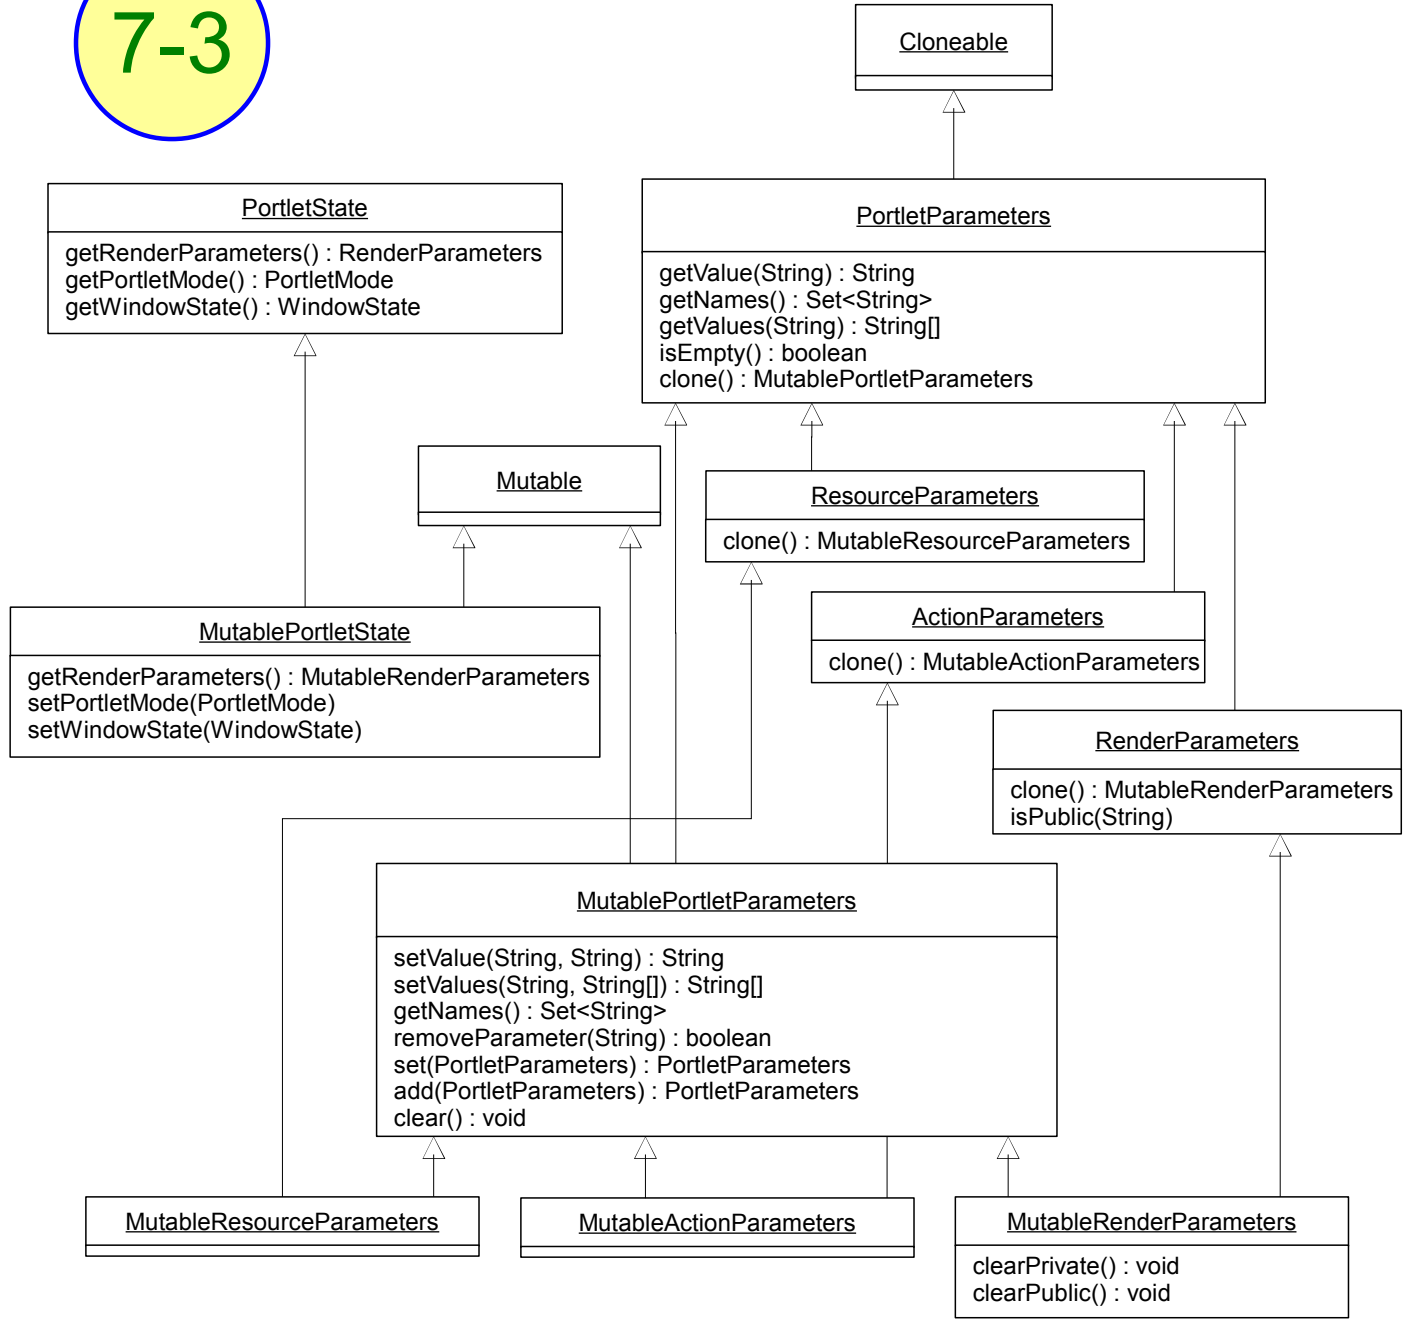 7-3
Cloneable
PortletState
getRenderParameters() : RenderParameters
getPortletMode() : PortletMode
getWindowState() : WindowState
PortletParameters
getValue(String) : String
getNames() : Set<String>
getValues(String) : String[]
isEmpty() : boolean
clone() : MutablePortletParameters
Mutable
ResourceParameters
clone() : MutableResourceParameters
MutablePortletState
getRenderParameters() : MutableRenderParameters
setPortletMode(PortletMode)
setWindowState(WindowState)
ActionParameters
clone() : MutableActionParameters
RenderParameters
clone() : MutableRenderParameters
isPublic(String)
MutablePortletParameters
setValue(String, String) : String
setValues(String, String[]) : String[]
getNames() : Set<String>
removeParameter(String) : boolean
set(PortletParameters) : PortletParameters
add(PortletParameters) : PortletParameters
clear() : void
MutableResourceParameters
MutableActionParameters
MutableRenderParameters
clearPrivate() : void
clearPublic() : void